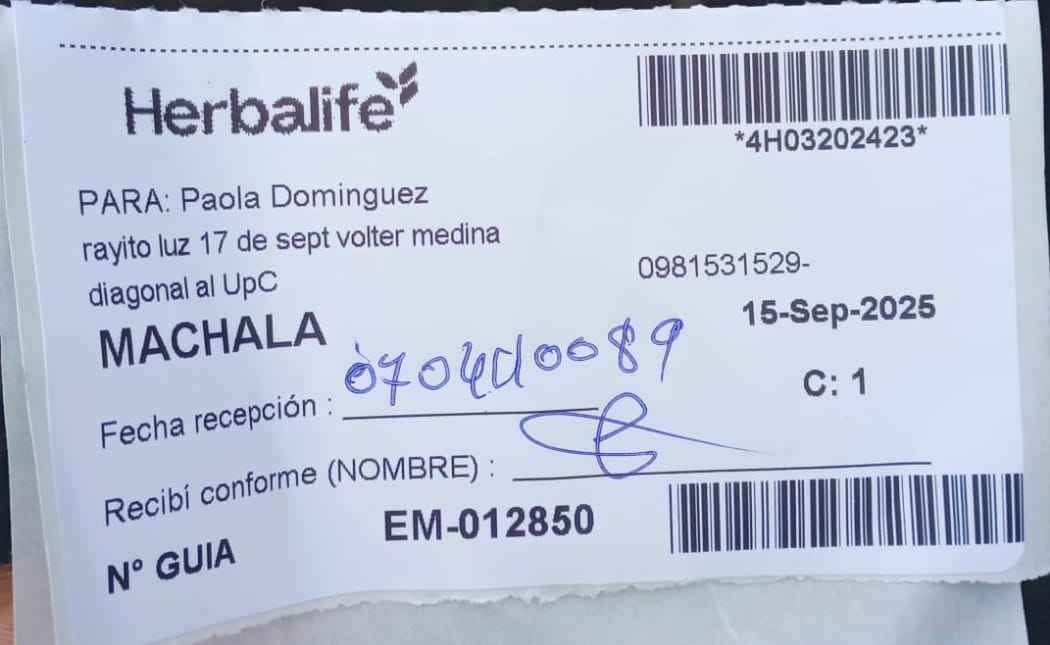 Herbalife
*4H03202423*
PARA: Paola Dominguez
rayito luz 17 de sept volter medina
diagonal al UpC
0981531529-
MACHALA
15-Sep-2025
C: 1
Fecha recepción :
Recibí conforme (NOMBRE) :
Nº GUIA
EM-012850